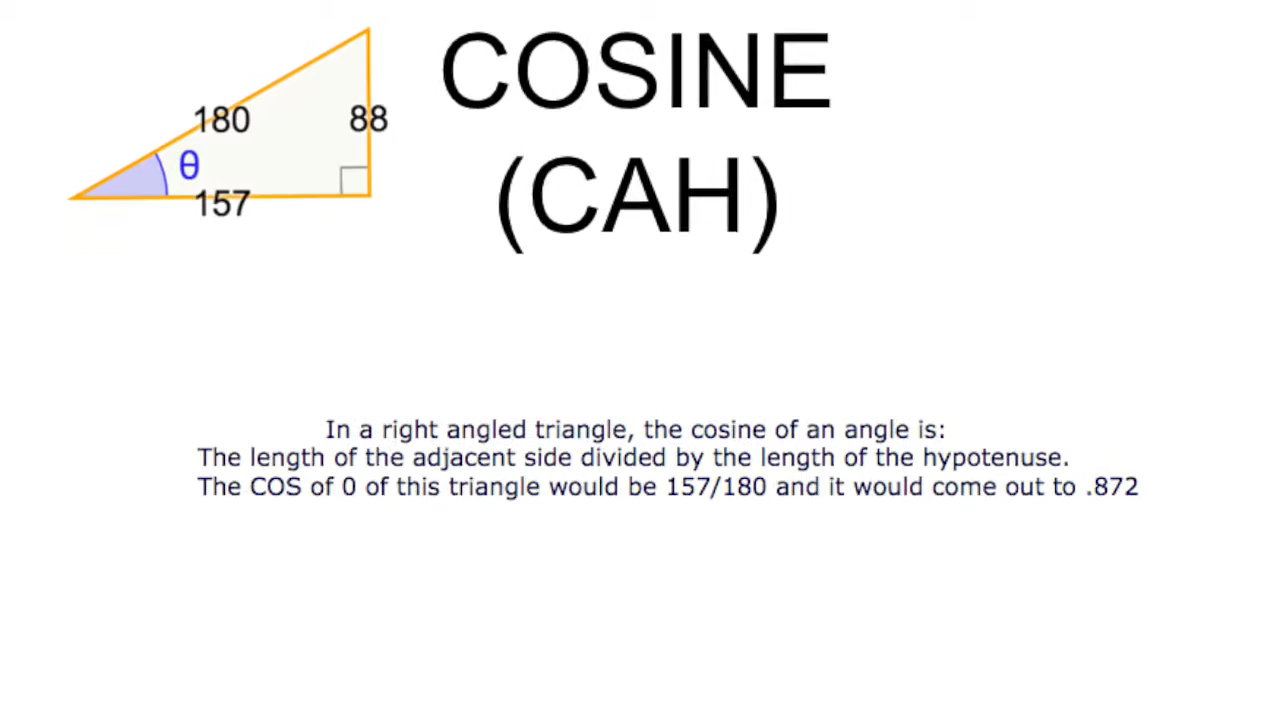 COSINE
(CAH)
180
88
θ
157
In a right angled triangle, the cosine of an angle is:
The length of the adjacent side divided by the length of the hypotenuse.
The COS of 0 of this triangle would be 157/180 and it would come out to .872